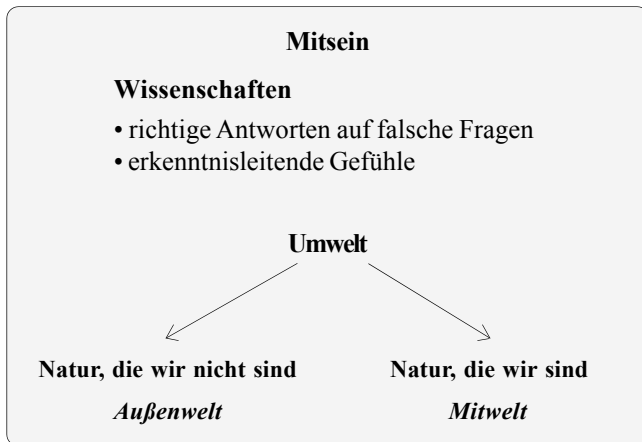 Mitsein
Wissenschaften
• richtige Antworten auf falsche Fragen
• erkenntnisleitende Gefühle
Umwelt
Natur, die wir nicht sind
Natur, die wir sind
Außenwelt
Mitwelt